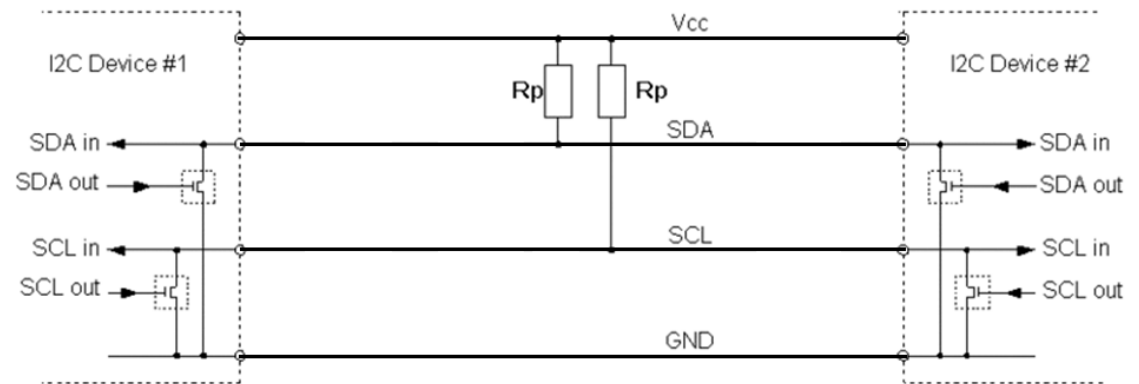 Vcc
I2C Device #1
I2C Device #2
Rp
Rp
SDA
SDA in
SDA in
SDA out
SDA out
SCL
SCL in
SCL in
SCL out
SCL out
GND